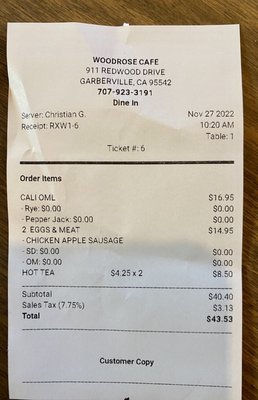 WOODROSE CAFE
911 REDWOOD DRIVE
GARBERVILLE, CA 95542
707-923-3191
Dine In
Server: Christian G. Nov 27 2022
Receipt: RXW1-6 10:20 AM
Table: 1
Ticket #: 6
Order Items
CALI OML $16.95
- Rye: $0.00 $0.00
- Pepper Jack: $0.00 $0.00
2 EGGS & MEAT $14.95
- CHICKEN APPLE SAUSAGE
- SD: $0.00 $0.00
- OM: $0.00 $0.00
HOT TEA $4.25 x 2 $8.50
Subtotal $40.40
Sales Tax (7.75%) $3.13
Total $43.53
Customer Copy